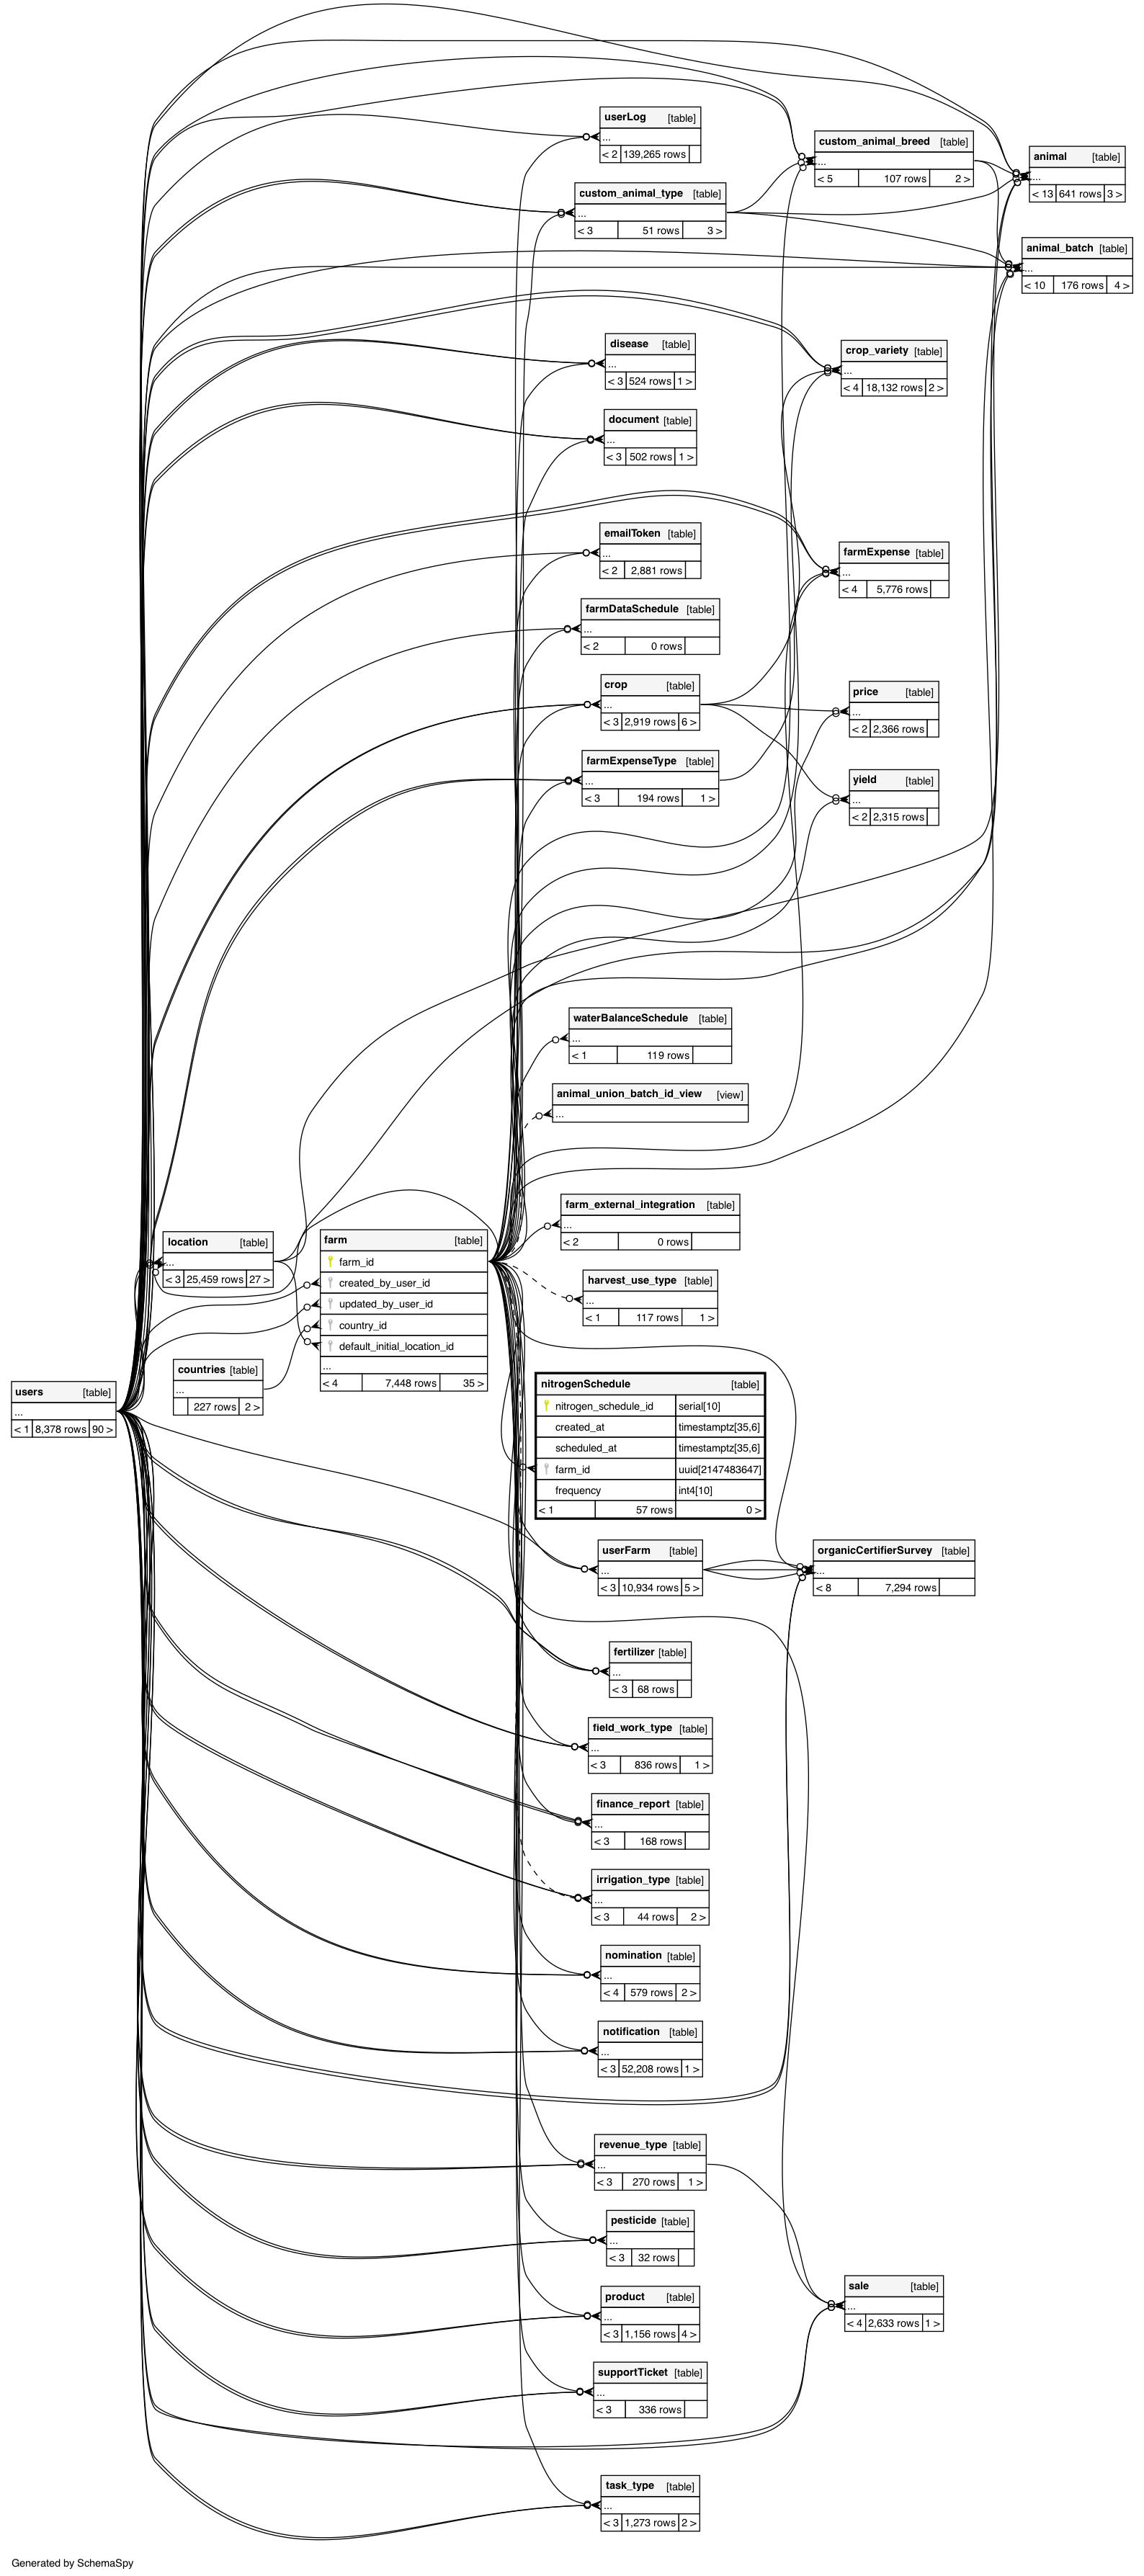 userLog [table]
...
< 2 139,265 rows
custom_animal_breed [table]
...
< 5 107 rows 2 >
animal [table]
...
< 13 641 rows 3 >
custom_animal_type [table]
...
< 3 51 rows 3 >
animal_batch [table]
...
< 10 176 rows 4 >
disease [table]
...
< 3 524 rows 1 >
crop_variety [table]
...
< 4 18,132 rows 2 >
document [table]
...
< 3 502 rows 1 >
emailToken [table]
...
< 2 2,881 rows
farmExpense [table]
...
< 4 5,776 rows
farmDataSchedule [table]
...
< 2 0 rows
crop [table]
...
< 3 2,919 rows 6 >
price [table]
...
< 2 2,366 rows
farmExpenseType [table]
...
< 3 194 rows 1 >
yield [table]
...
< 2 2,315 rows
waterBalanceSchedule [table]
...
< 1 119 rows
animal_union_batch_id_view [view]
...
farm_external_integration [table]
...
< 2 0 rows
location [table]
...
< 3 25,459 rows 27 >
farm [table]
farm_id
created_by_user_id
updated_by_user_id
country_id
default_initial_location_id
...
< 4 7,448 rows 35 >
harvest_use_type [table]
...
< 1 117 rows 1 >
countries [table]
...
227 rows 2 >
users [table]
...
< 1 8,378 rows 90 >
nitrogenSchedule [table]
nitrogen_schedule_id serial[10]
created_at timestamptz[35,6]
scheduled_at timestamptz[35,6]
farm_id uuid[2147483647]
frequency int4[10]
< 1 57 rows 0 >
userFarm [table]
...
< 3 10,934 rows 5 >
organicCertifierSurvey [table]
...
< 8 7,294 rows
fertilizer [table]
...
< 3 68 rows
field_work_type [table]
...
< 3 836 rows 1 >
finance_report [table]
...
< 3 168 rows
irrigation_type [table]
...
< 3 44 rows 2 >
nomination [table]
...
< 4 579 rows 2 >
notification [table]
...
< 3 52,208 rows 1 >
revenue_type [table]
...
< 3 270 rows 1 >
pesticide [table]
...
< 3 32 rows
sale [table]
...
< 4 2,633 rows 1 >
product [table]
...
< 3 1,156 rows 4 >
supportTicket [table]
...
< 3 336 rows
task_type [table]
...
< 3 1,273 rows 2 >
Generated by SchemaSpy